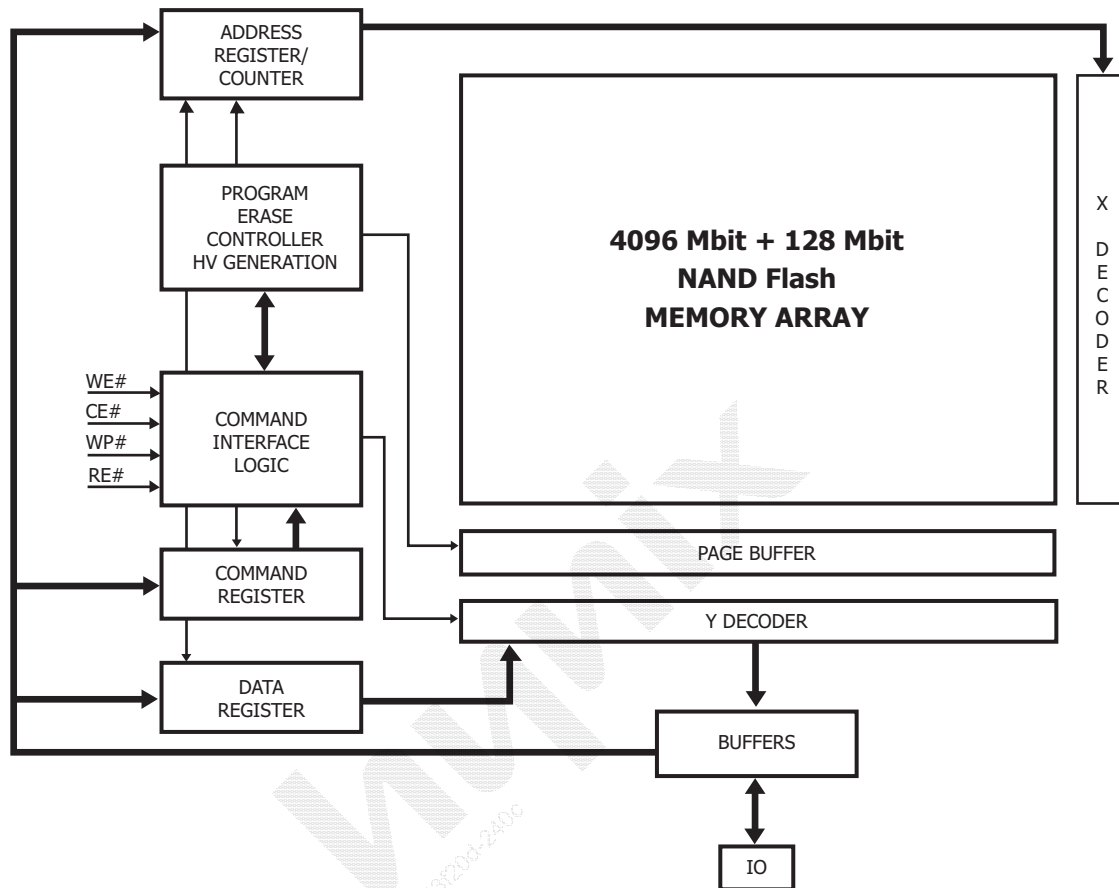 ADDRESS
REGISTER/
COUNTER
PROGRAM
ERASE
CONTROLLER
HV GENERATION
4096 Mbit + 128 Mbit
NAND Flash
MEMORY ARRAY
X
DECODER
WE#
CE#
WP#
RE#
COMMAND
INTERFACE
LOGIC
PAGE BUFFER
COMMAND
REGISTER
Y DECODER
DATA
REGISTER
BUFFERS
IO